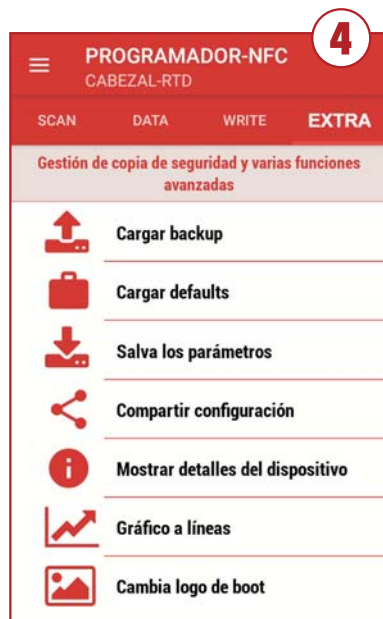 4
PROGRAMADOR-NFC
CABEZAL-RTD
SCAN DATA WRITE EXTRA
Gestión de copia de seguridad y varias funciones
avanzadas
Cargar backup
Cargar defaults
Salva los parámetros
Compartir configuración
Mostrar detalles del dispositivo
Gráfico a líneas
Cambia logo de boot